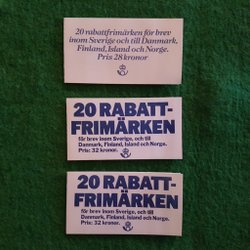 20 rabattfrimärken för brev
inom Sverige och till Danmark,
Finland, Island och Norge.
Pris 28 kronor
20 RABATT-
FRIMÄRKEN
för brev inom Sverige, och till
Danmark, Finland, Island och Norge.
Pris: 32 kronor.
20 RABATT-
FRIMÄRKEN
för brev inom Sverige, och till
Danmark, Finland, Island och Norge.
Pris: 32 kronor.